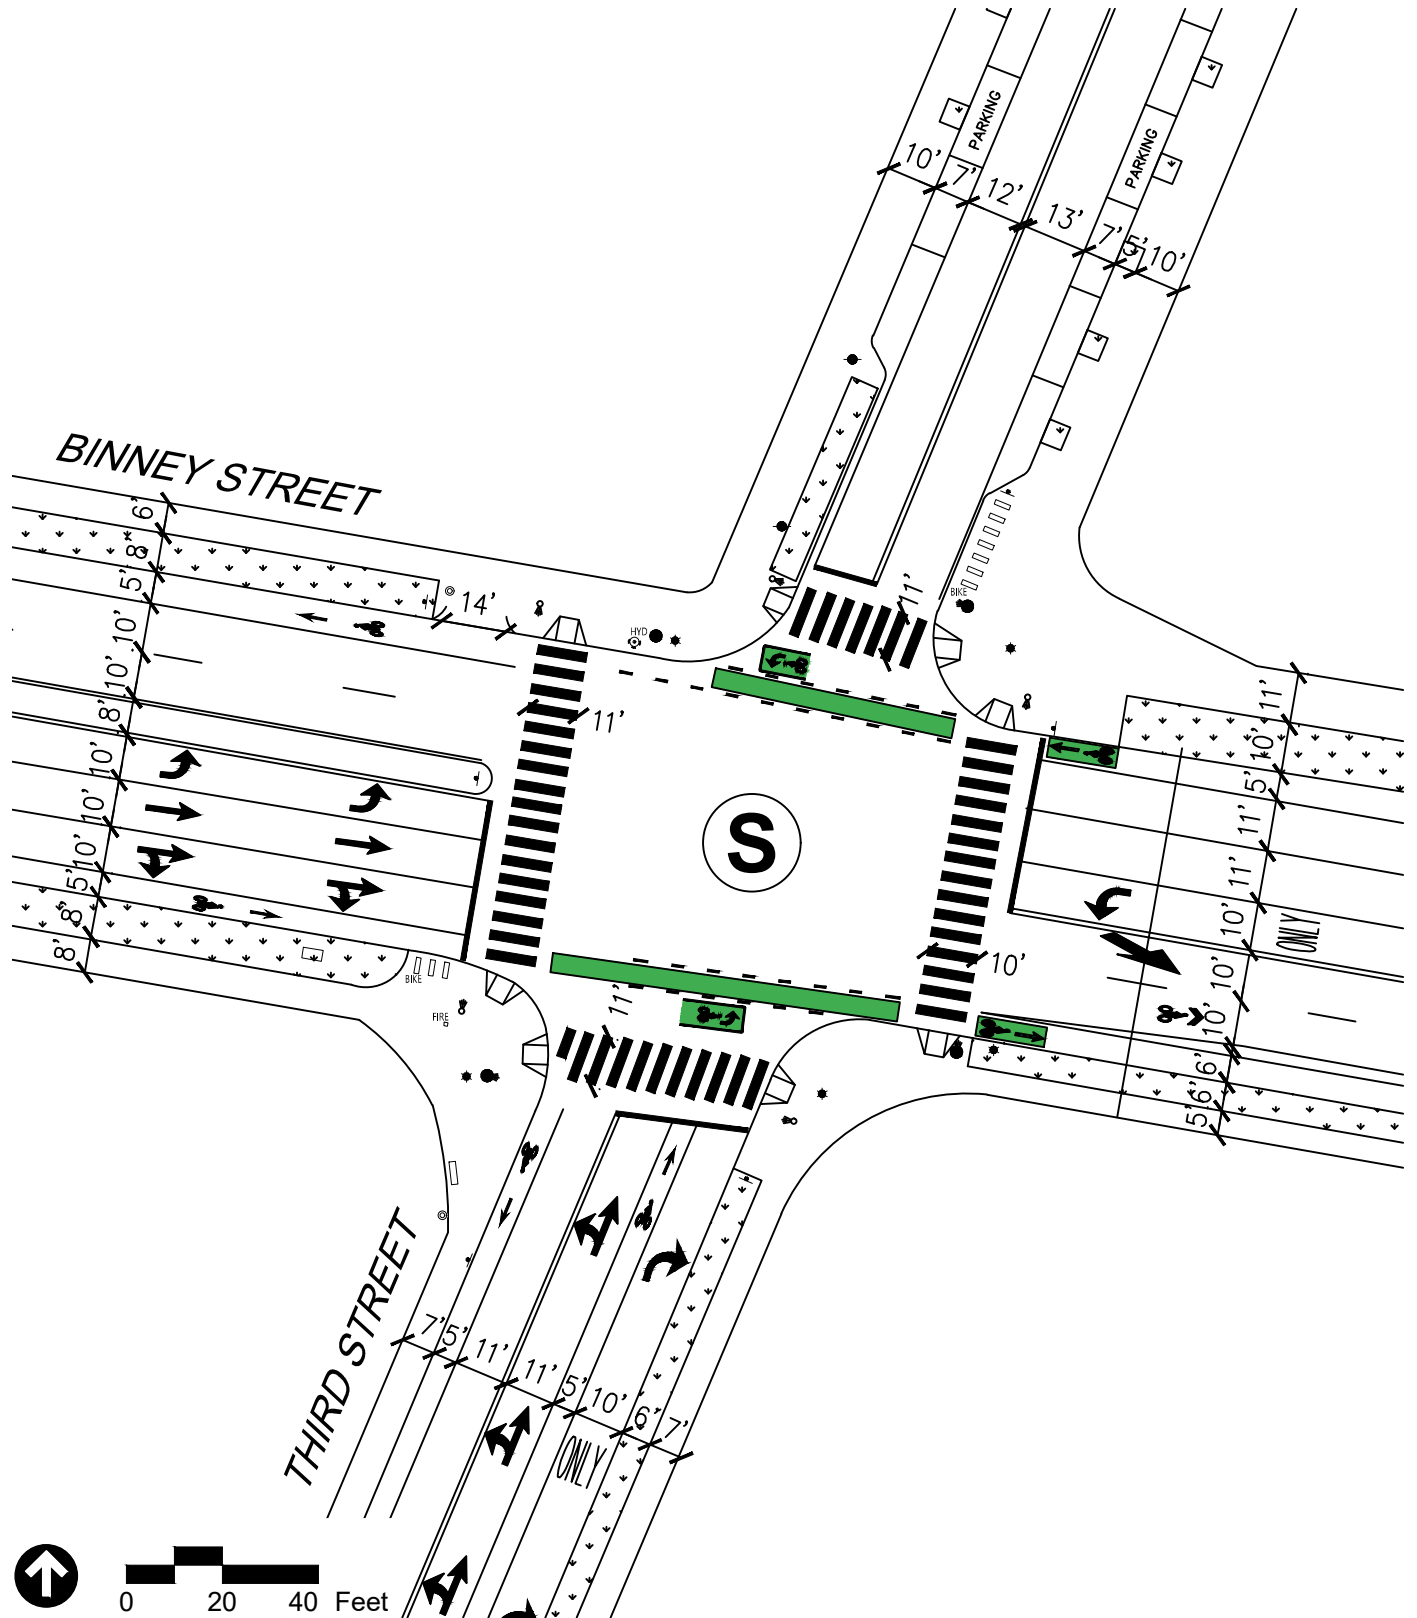 PARKING
PARKING
10' 7' 12' 13' 7' 5' 10'
BINNEY STREET
6' 8' 5' 10' 10' 8' 10' 10' 10' 5' 8' 8'
14'
HYD
11'
BIKE
11'
11' 10' 5' 11' 11' 10' 10' 10' 6' 6' 5'
S
ONLY
10'
BIKE
FIRE
11'
THIRD STREET
7' 5' 11' 11' 5' 10' 6' 7'
ONLY
0 20 40 Feet